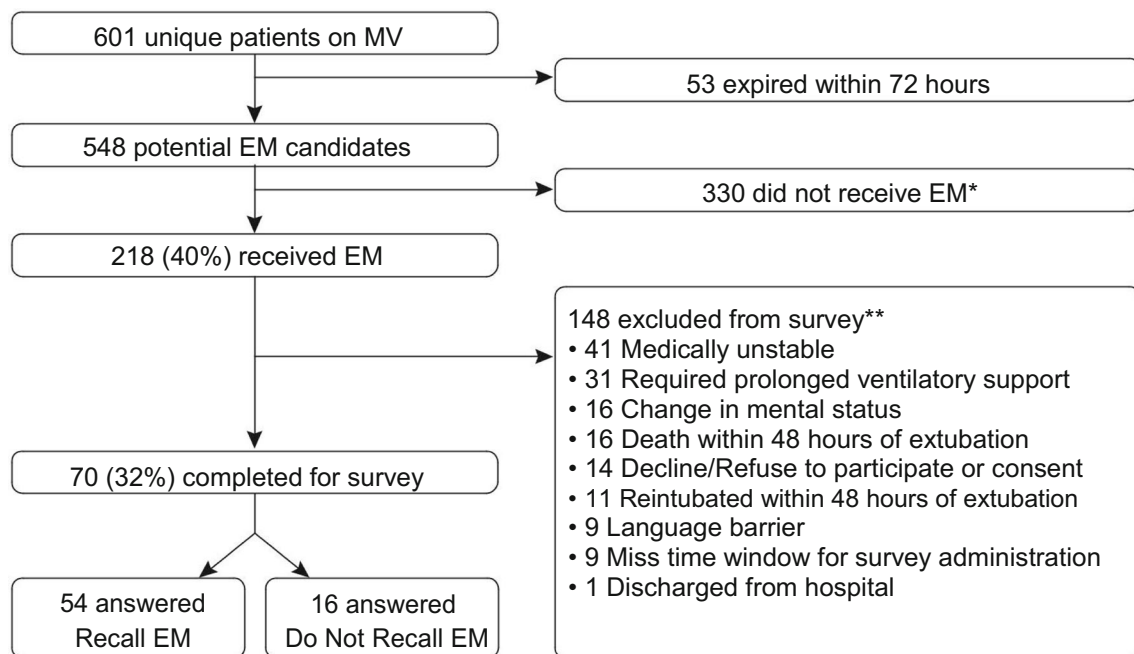 601 unique patients on MV
53 expired within 72 hours
548 potential EM candidates
330 did not receive EM*
218 (40%) received EM
148 excluded from survey**
• 41 Medically unstable
• 31 Required prolonged ventilatory support
• 16 Change in mental status
• 16 Death within 48 hours of extubation
• 14 Decline/Refuse to participate or consent
• 11 Reintubated within 48 hours of extubation
• 9 Language barrier
• 9 Miss time window for survey administration
• 1 Discharged from hospital
70 (32%) completed for survey
54 answered
Recall EM
16 answered
Do Not Recall EM